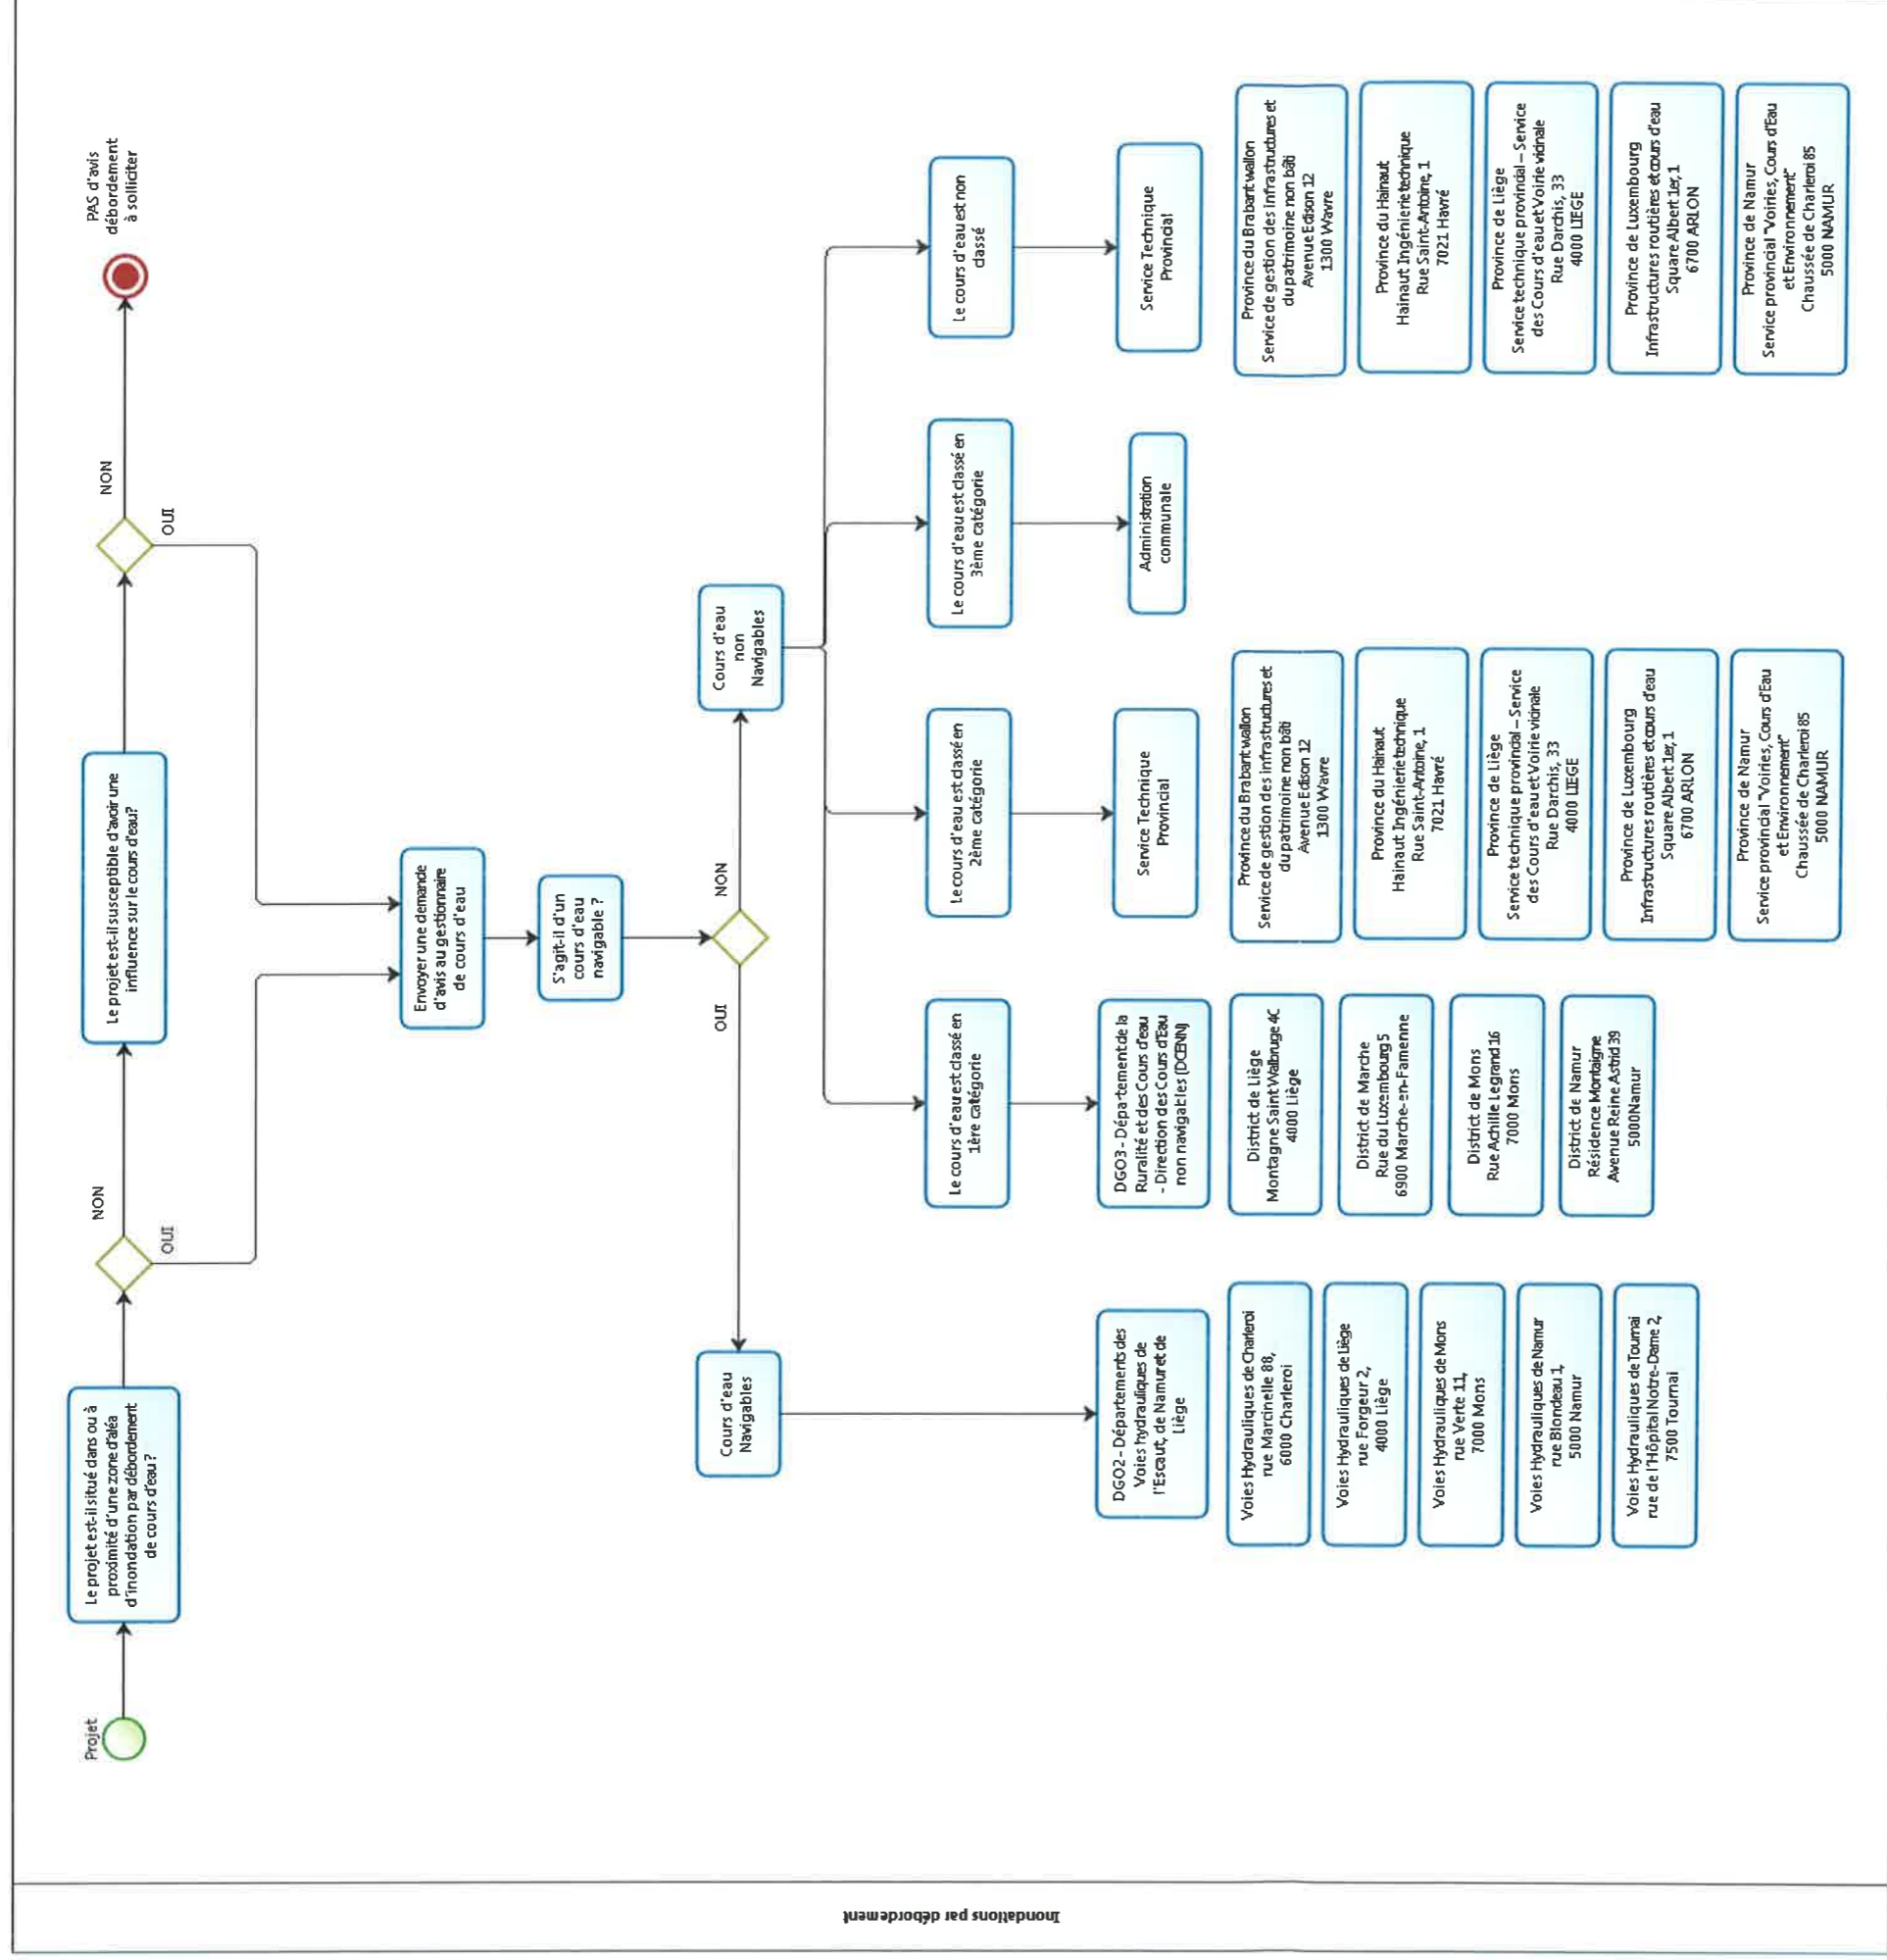 Inondations par débordement
Projet
Le projet est-il situé dans ou à
proximité d'une zone d'aléa
d'inondation par débordement
de cours d'eau?
NON
OUI
Le projet est-il susceptible d'avoir une
influence sur le cours d'eau?
NON
OUI
PAS d'avis
débordement
à solliciter
Envoyer une demande
d'avis au gestionnaire
de cours d'eau
S'agit-il d'un
cours d'eau
navigable ?
OUI
NON
Cours d'eau
Navigables
Cours d'eau
non
Navigables
DGO2 - Départements des
Voies hydrauliques de
l'Escaut, de Namur et de
Liège
Voies Hydrauliques de Charleroi
rue Marcinelle 88,
6000 Charleroi
Voies Hydrauliques de Liège
rue Forgeur 2,
4000 Liège
Voies Hydrauliques de Mons
rue Verte 11,
7000 Mons
Voies Hydrauliques de Namur
rue Blondeau 1,
5000 Namur
Voies Hydrauliques de Tournai
rue de l'Hôpital Notre-Dame 2,
7500 Tournai
Le cours d'eau est classé en
1ère catégorie
DGO3 - Département de la
Ruralité et des Cours d'eau
- Direction des Cours d'Eau
non navigables (DCENN)
District de Liège
Montagne Saint Walbruge 4C
4000 Liège
District de Marche
Rue du Luxembourg 5
6900 Marche-en-Famenne
District de Mons
Rue Achille Legrand 16
7000 Mons
District de Namur
Résidence Montaigne
Avenue Reine Astrid 39
5000Namur
Le cours d'eau est classé en
2ème catégorie
Service Technique
Provincial
Province du Brabant wallon
Service de gestion des infrastructures et
du patrimoine non bâti
Avenue Edison 12
1300 Wavre
Province du Hainaut
Hainaut Ingénierie technique
Rue Saint-Antoine, 1
7021 Havré
Province de Liège
Service technique provincial – Service
des Cours d'eau et Voirie vicinale
Rue Darchis, 33
4000 LIEGE
Province de Luxembourg
Infrastructures routières et cours d'eau
Square Albert 1er, 1
6700 ARLON
Province de Namur
Service provincial "Voiries, Cours d'Eau
et Environnement"
Chaussée de Charleroi 85
5000 NAMUR
Le cours d'eau est classé en
3ème catégorie
Administration
communale
Le cours d'eau est non
classé
Service Technique
Provincial
Province du Brabant wallon
Service de gestion des infrastructures et
du patrimoine non bâti
Avenue Edison 12
1300 Wavre
Province du Hainaut
Hainaut Ingénierie technique
Rue Saint-Antoine, 1
7021 Havré
Province de Liège
Service technique provincial – Service
des Cours d'eau et Voirie vicinale
Rue Darchis, 33
4000 LIEGE
Province de Luxembourg
Infrastructures routières et cours d'eau
Square Albert 1er, 1
6700 ARLON
Province de Namur
Service provincial "Voiries, Cours d'Eau
et Environnement"
Chaussée de Charleroi 85
5000 NAMUR